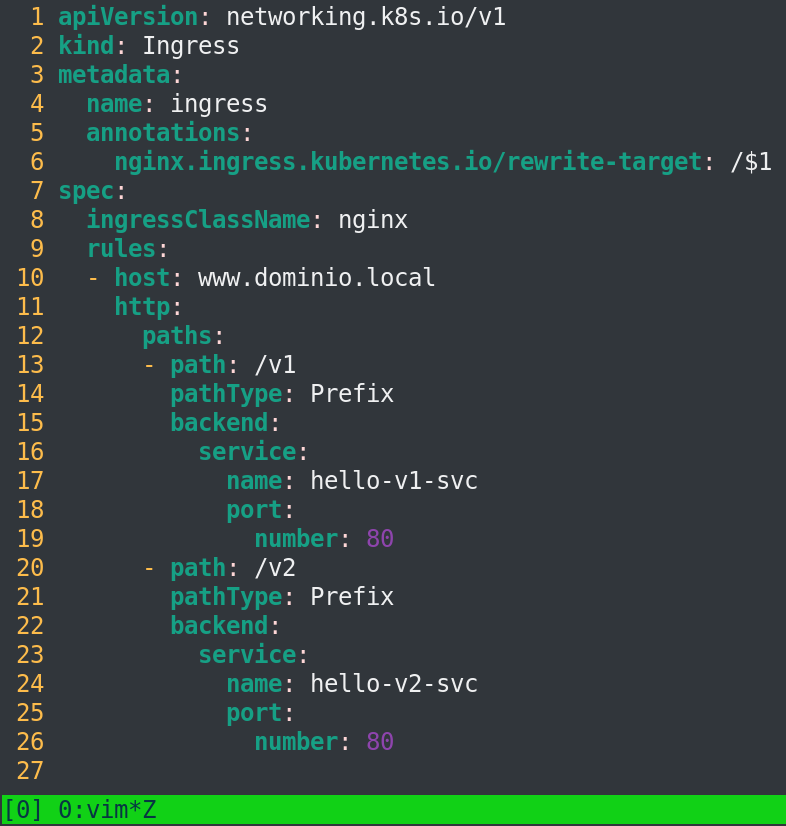 1 apiVersion: networking.k8s.io/v1
2 kind: Ingress
3 metadata:
4   name: ingress
5   annotations:
6     nginx.ingress.kubernetes.io/rewrite-target: /$1
7 spec:
8   ingressClassName: nginx
9   rules:
10   - host: www.dominio.local
11     http:
12       paths:
13       - path: /v1
14         pathType: Prefix
15         backend:
16           service:
17             name: hello-v1-svc
18             port:
19               number: 80
20       - path: /v2
21         pathType: Prefix
22         backend:
23           service:
24             name: hello-v2-svc
25             port:
26               number: 80
27
[0] 0:vim*Z